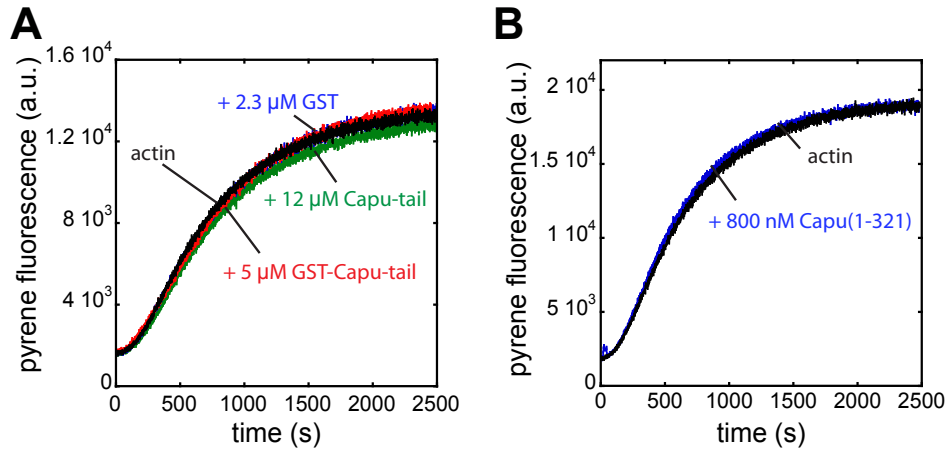 A
pyrene fluorescence (a.u.)
1.6 10⁴
1.2 10⁴
8 10³
4 10³
0
+ 2.3 µM GST
actin
+ 12 µM Capu-tail
+ 5 µM GST-Capu-tail
0 500 1000 1500 2000 2500
time (s)
B
pyrene fluorescence (a.u.)
2 10⁴
1.5 10⁴
1 10⁴
5 10³
0
actin
+ 800 nM Capu(1-321)
0 500 1000 1500 2000 2500
time (s)